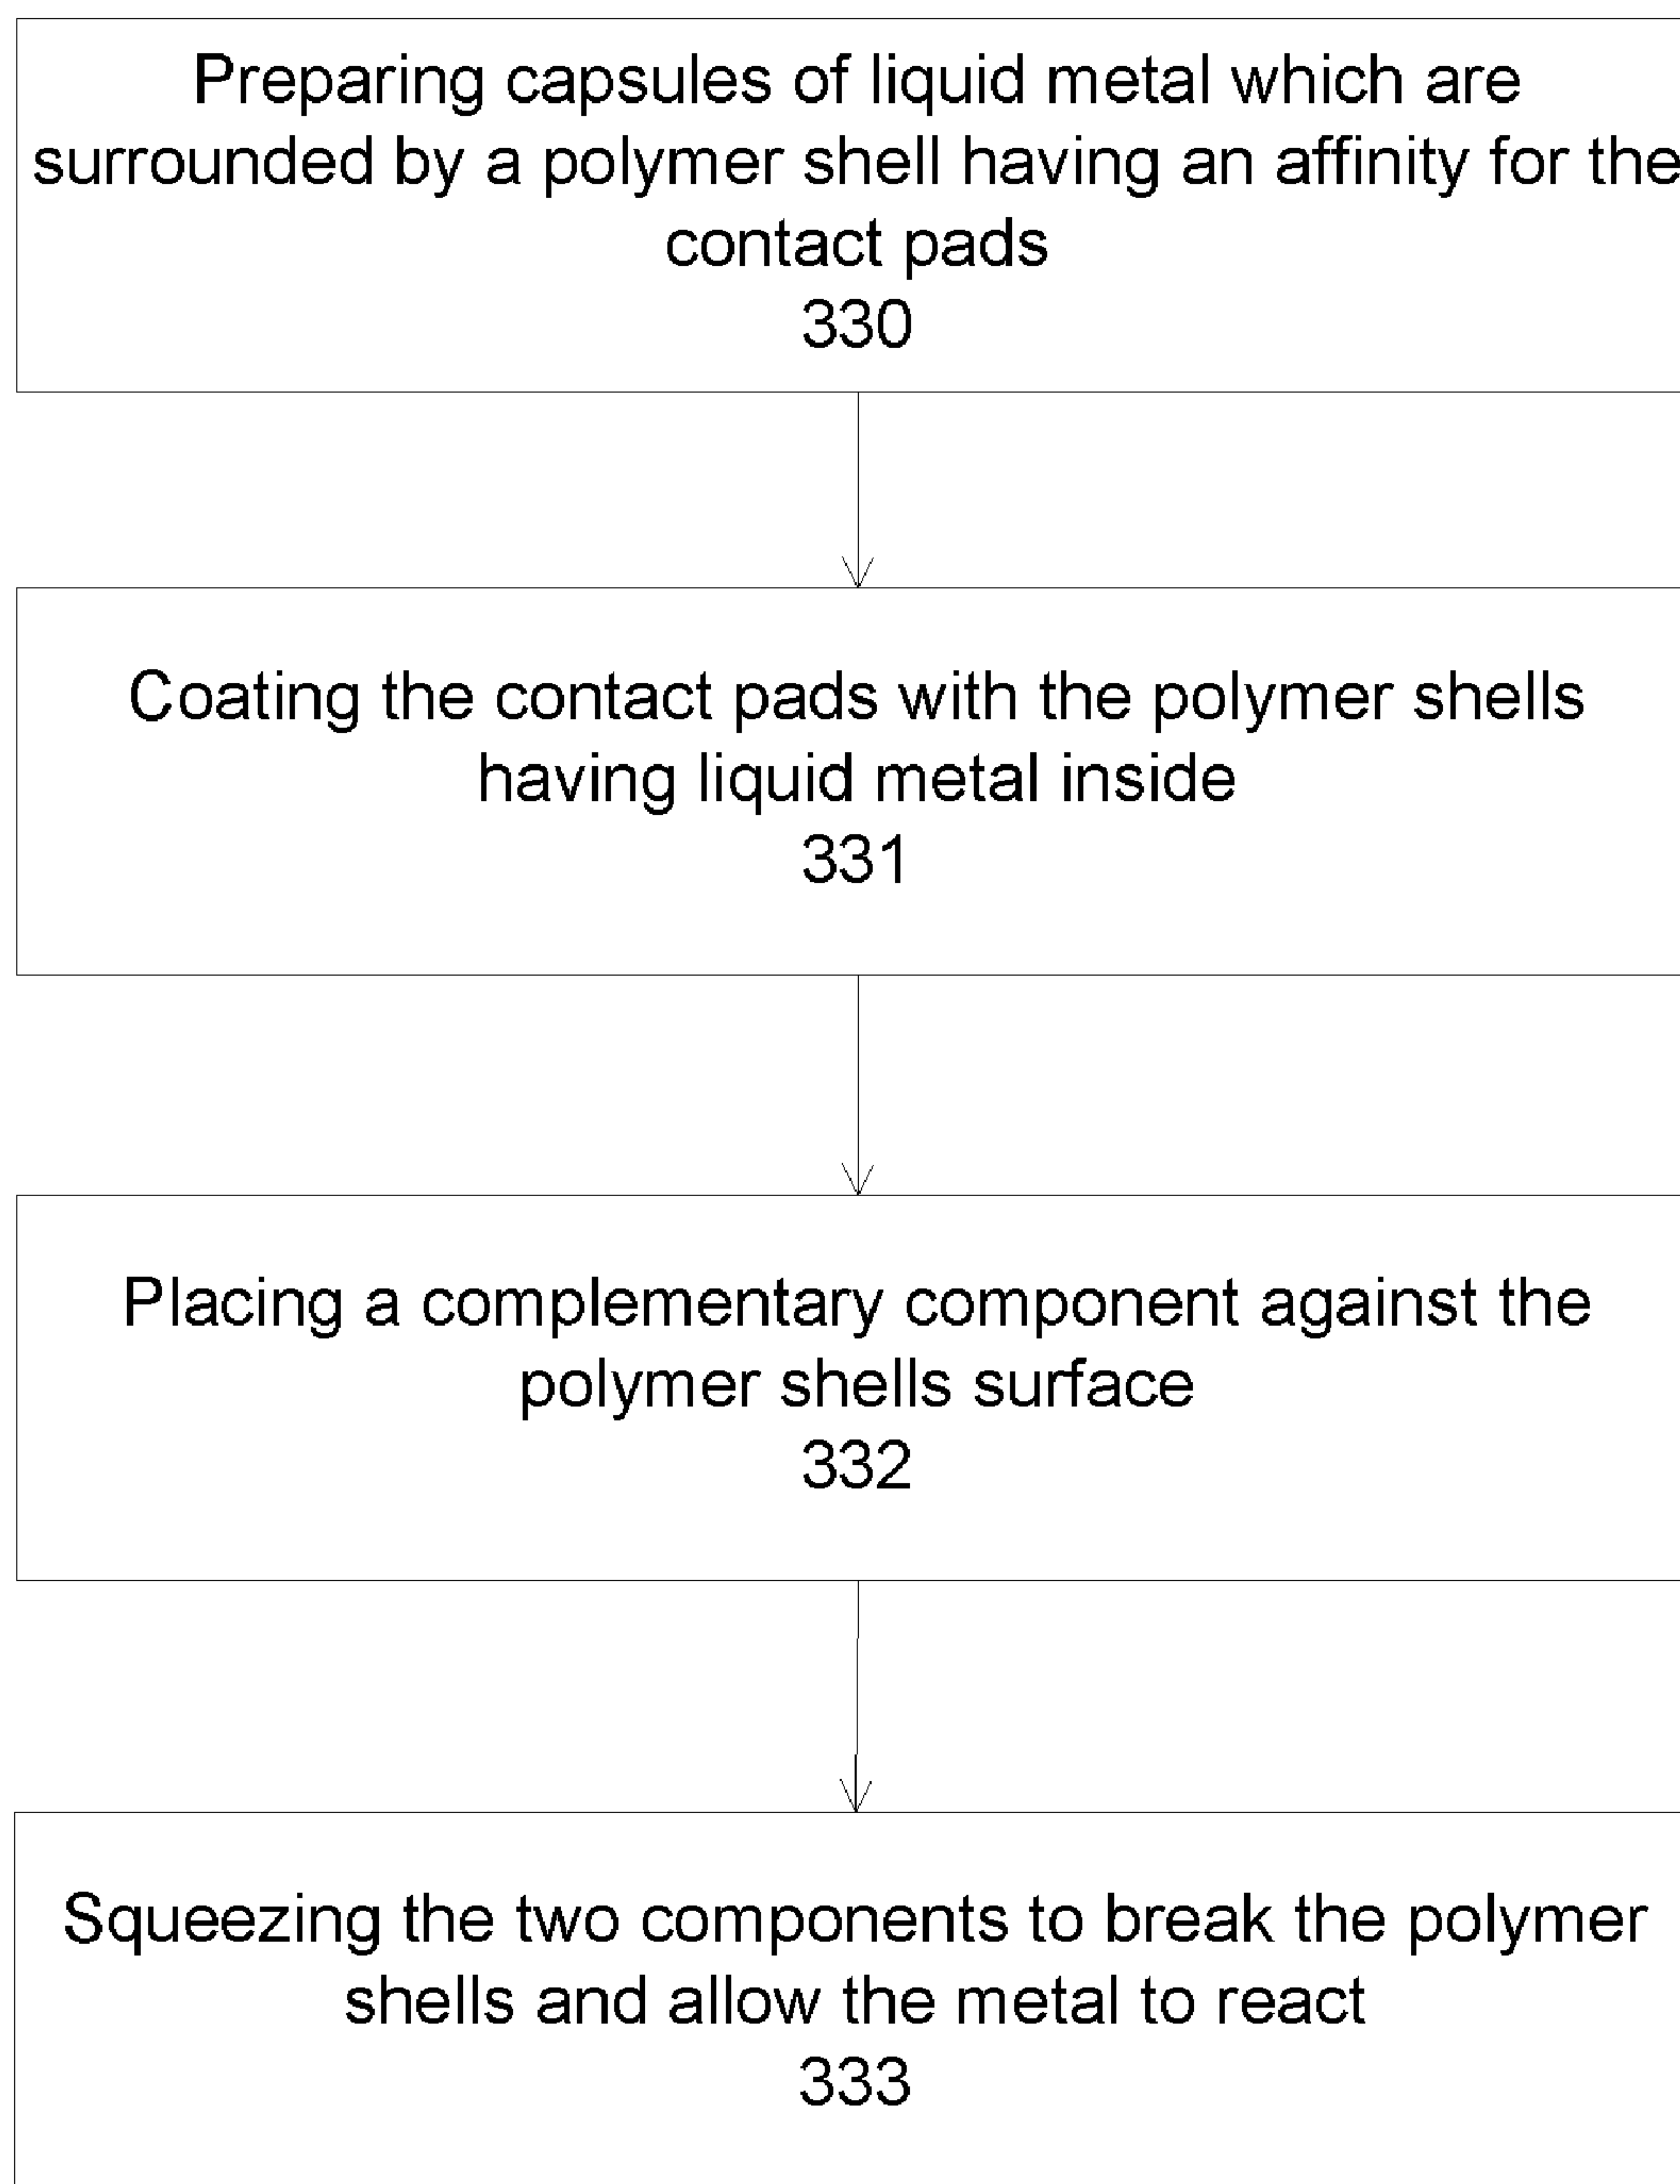 Preparing capsules of liquid metal which are
surrounded by a polymer shell having an affinity for the
contact pads
330
Coating the contact pads with the polymer shells
having liquid metal inside
331
Placing a complementary component against the
polymer shells surface
332
Squeezing the two components to break the polymer
shells and allow the metal to react
333